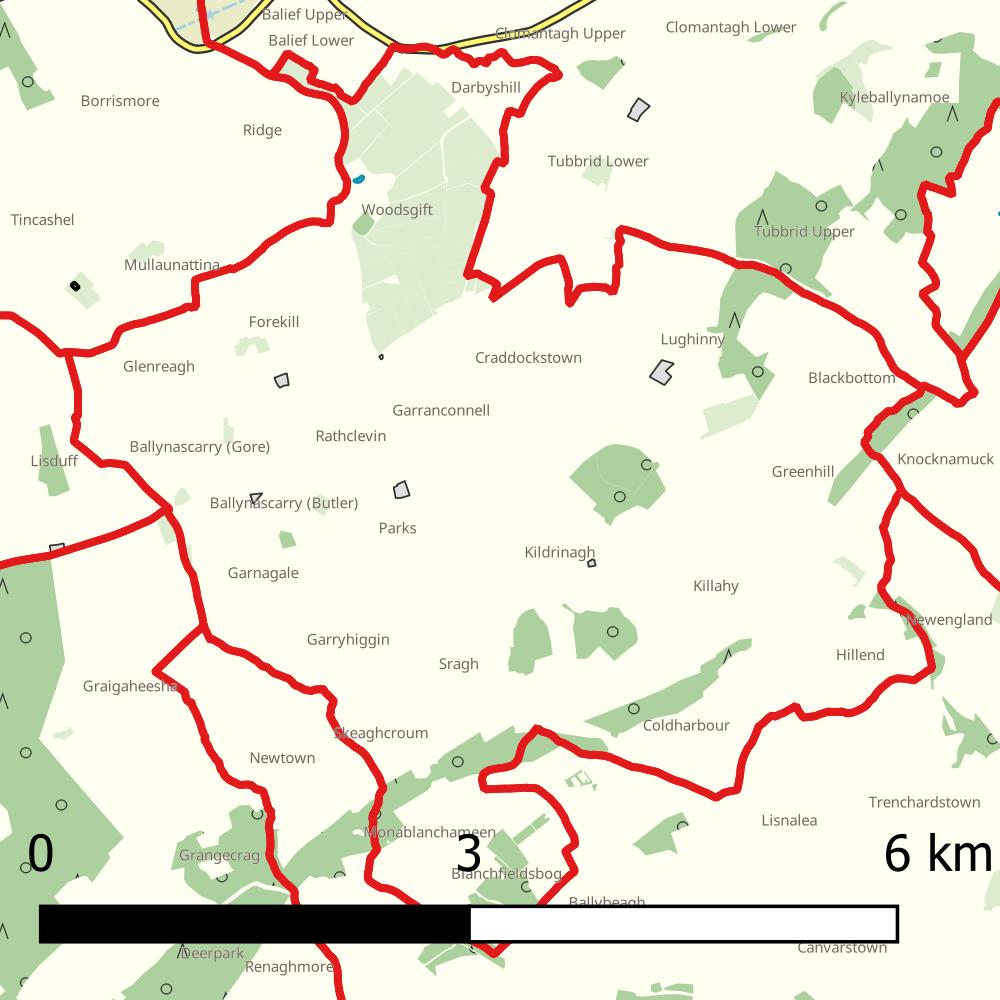 Balief Upper
Clomantagh Lower
Clomantagh Upper
Balief Lower
Darbyshill
Kyleballynamoe
Borrismore
Ridge
Tubbrid Lower
Woodsgift
Tincashel
Tubbrid Upper
Mullaunattina
Forekill
Lughinny
Craddockstown
Glenreagh
Blackbottom
Garranconnell
Rathclevin
Ballynascarry (Gore)
Lisduff
Knocknamuck
Greenhill
Ballynascarry (Butler)
Parks
Kildrinagh
Garnagale
Killahy
Newengland
Garryhiggin
Hillend
Sragh
Graigaheesha
Coldharbour
Skeaghcroum
Newtown
Trenchardstown
Lisnalea
Monablanchameen
Grangecrag
0 3 6 km
Blanchfieldsbog
Ballybeagh
Canvarstown
Deerpark
Renaghmore